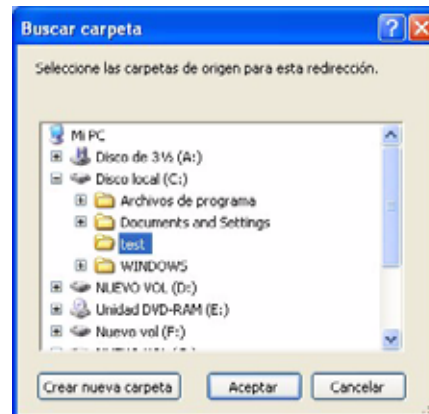 Buscar carpeta
Seleccione las carpetas de origen para esta redirección.
Mi PC
Disco de 3½ (A:)
Disco local (C:)
Archivos de programa
Documents and Settings
test
WINDOWS
NUEVO VOL (D:)
Unidad DVD-RAM (E:)
Nuevo vol (F:)
Crear nueva carpeta Aceptar Cancelar